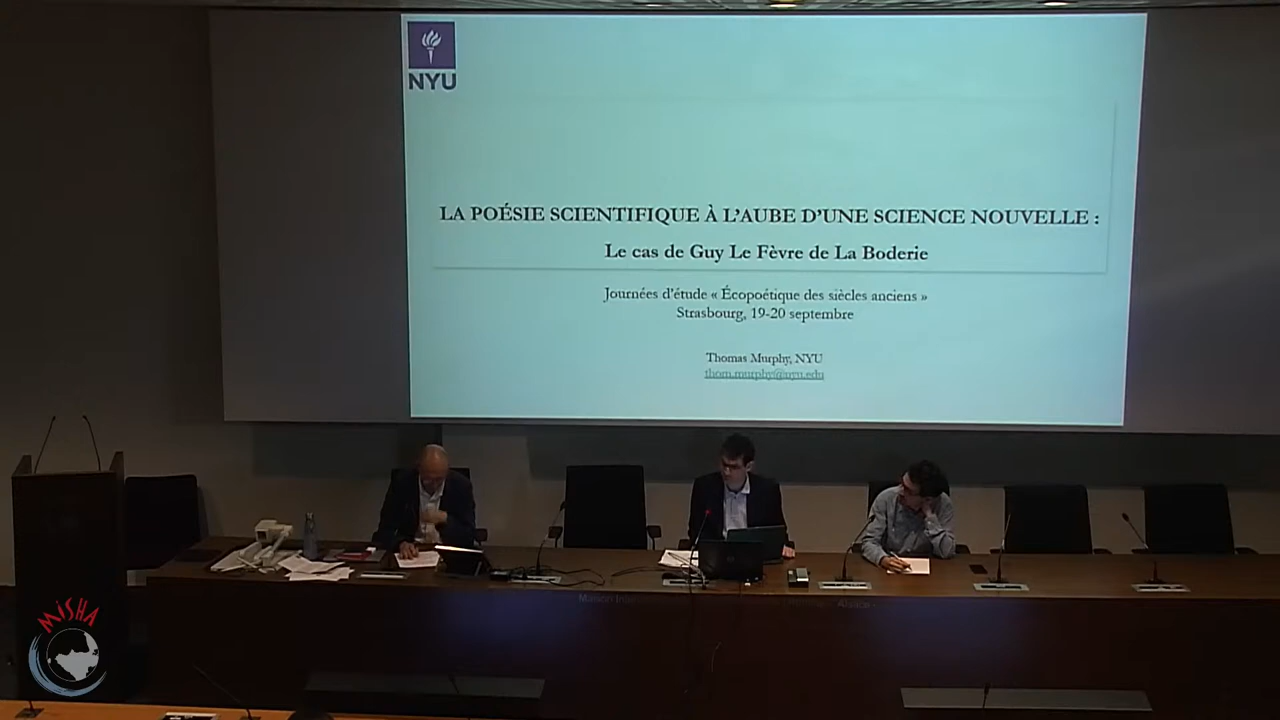 NYU
LA POÉSIE SCIENTIFIQUE À L'AUBE D'UNE SCIENCE NOUVELLE :
Le cas de Guy Le Fèvre de La Boderie
Journées d'étude « Écopoétique des siècles anciens »
Strasbourg, 19-20 septembre
Thomas Murphy, NYU
thom.murphy@nyu.edu
MiSHA
Alsace